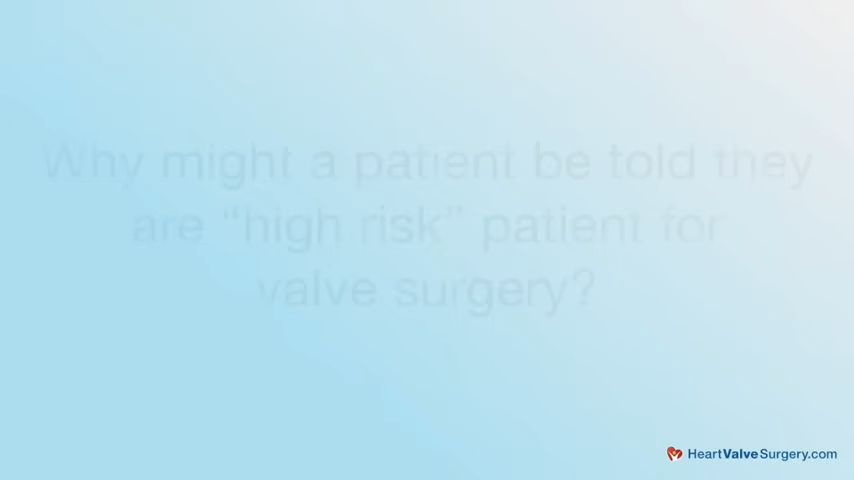 Why might a patient be told they
are “high risk” patient for
valve surgery?
HeartValveSurgery.com